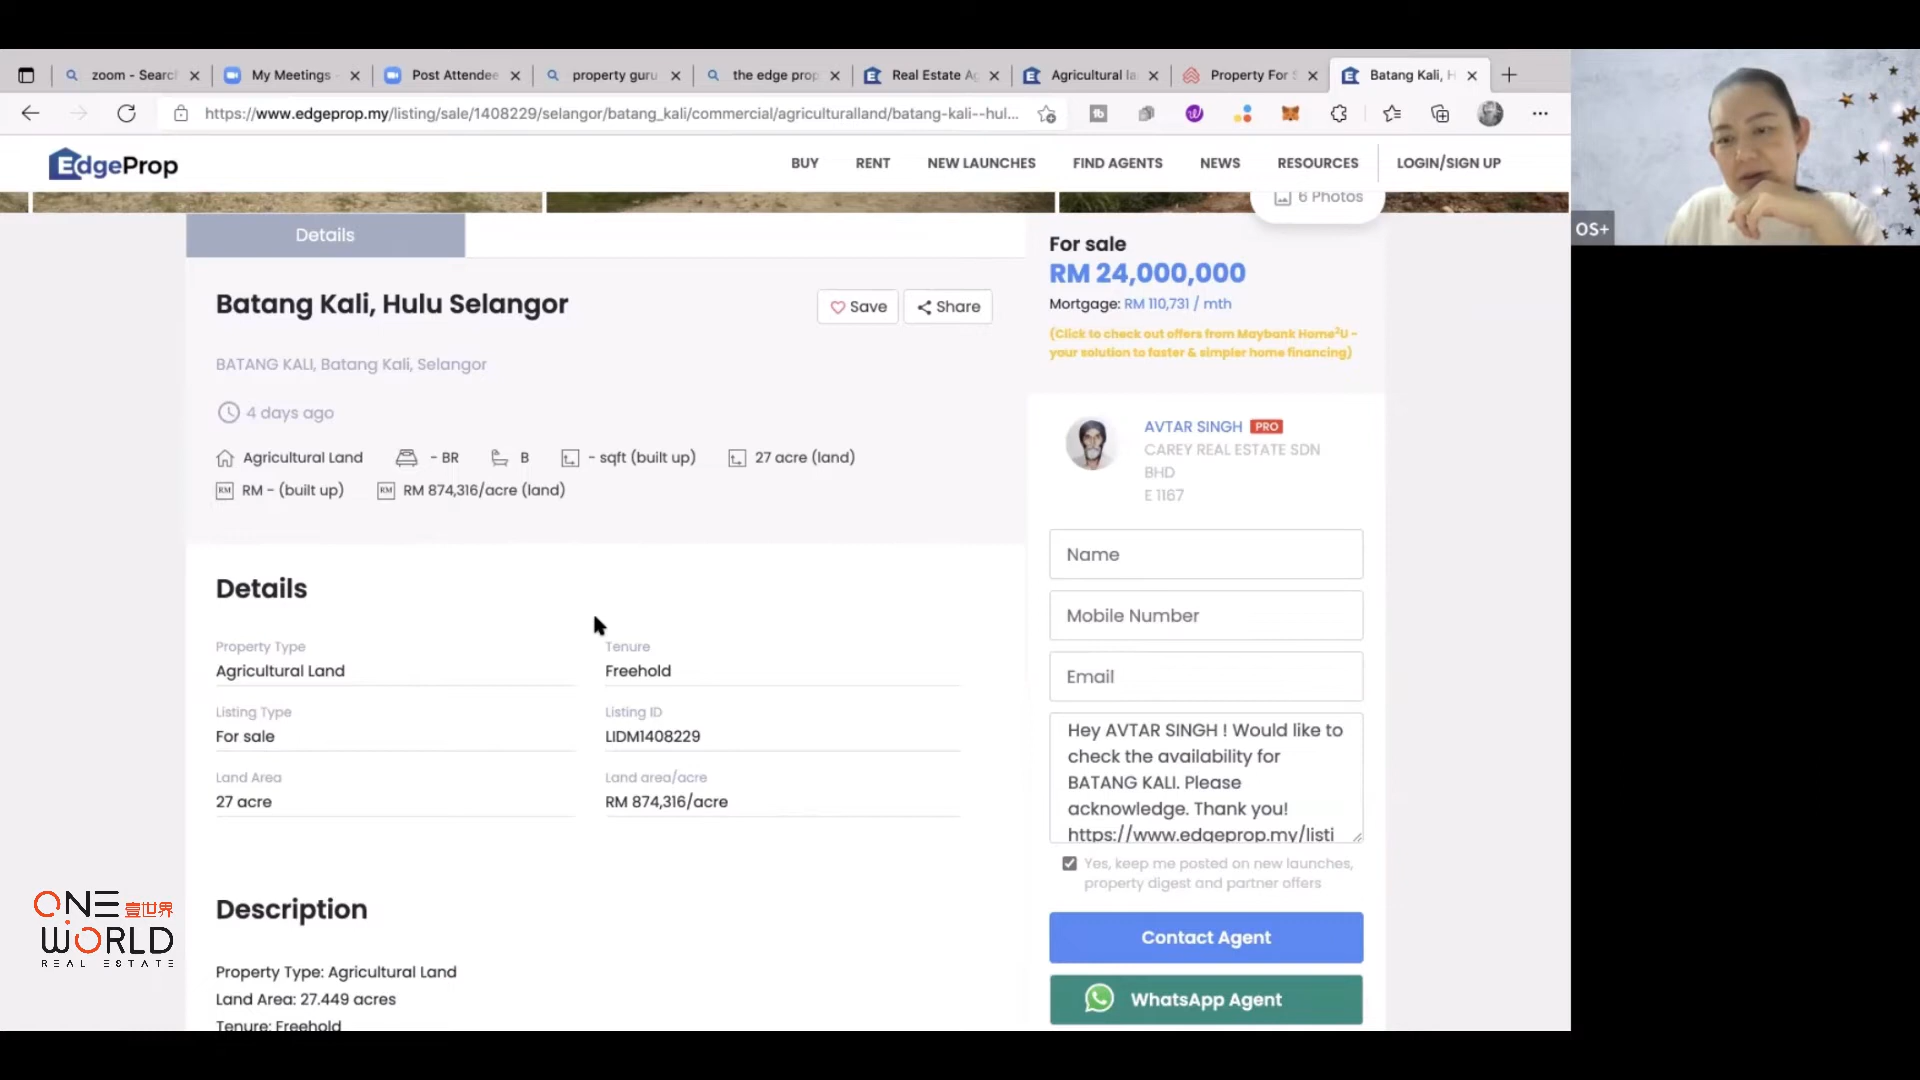 zoom - Searc
My Meetings
Post Attendee
property guru
the edge prop
Real Estate Ag
Agricultural la
Property For S
Batang Kali, H
https://www.edgeprop.my/listing/sale/1408229/selangor/batang_kali/commercial/agriculturalland/batang-kali--hul...
EdgeProp
BUY
RENT
NEW LAUNCHES
FIND AGENTS
NEWS
RESOURCES
LOGIN/SIGN UP
6 Photos
OS+
Details
Batang Kali, Hulu Selangor
Save
Share
BATANG KALI, Batang Kali, Selangor
4 days ago
Agricultural Land
- BR
B
- sqft (built up)
27 acre (land)
RM RM - (built up)
RM RM 874,316/acre (land)
Details
Property Type
Agricultural Land
Tenure
Freehold
Listing Type
For sale
Listing ID
LIDM1408229
Land Area
27 acre
Land area/acre
RM 874,316/acre
Description
Property Type: Agricultural Land
Land Area: 27.449 acres
Tenure: Freehold
For sale
RM 24,000,000
Mortgage: RM 110,731 / mth
(Click to check out offers from Maybank Home²U -
your solution to faster & simpler home financing)
AVTAR SINGH PRO
CAREY REAL ESTATE SDN
BHD
E 1167
Name
Mobile Number
Email
Hey AVTAR SINGH ! Would like to
check the availability for
BATANG KALI. Please
acknowledge. Thank you!
https://www.edgeprop.my/listi
Yes, keep me posted on new launches,
property digest and partner offers
Contact Agent
WhatsApp Agent
ONE 壹世界
WORLD
REAL ESTATE